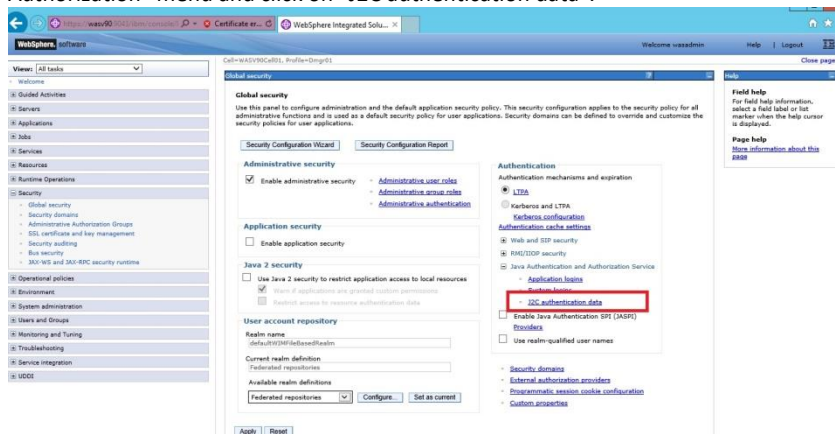 Authorization" menu and click on "J2C authentication data".
https://wasv90:9043/ibm/console/
Certificate er...
WebSphere Integrated Solu...
WebSphere. software
Welcome wasadmin
Help | Logout
Cell=WASV90Cell01, Profile=Dmgr01
Close page
View: All tasks
Welcome
Guided Activities
Servers
Applications
Jobs
Services
Resources
Runtime Operations
Security
Global security
Security domains
Administrative Authorization Groups
SSL certificate and key management
Security auditing
Bus security
JAX-WS and JAX-RPC security runtime
Operational policies
Environment
System administration
Users and Groups
Monitoring and Tuning
Troubleshooting
Service integration
UDDI
Global security
Global security
Use this panel to configure administration and the default application security policy. This security configuration applies to the security policy for all
administrative functions and is used as a default security policy for user applications. Security domains can be defined to override and customize the
security policies for user applications.
Security Configuration Wizard
Security Configuration Report
Administrative security
Enable administrative security
Administrative user roles
Administrative group roles
Administrative authentication
Application security
Enable application security
Java 2 security
Use Java 2 security to restrict application access to local resources
Warn if applications are granted custom permissions
Restrict access to resource authentication data
User account repository
Realm name
defaultWIMFileBasedRealm
Current realm definition
Federated repositories
Available realm definitions
Federated repositories
Configure...
Set as current
Apply
Reset
Authentication
Authentication mechanisms and expiration
LTPA
Kerberos and LTPA
Kerberos configuration
Authentication cache settings
Web and SIP security
RMI/IIOP security
Java Authentication and Authorization Service
Application logins
System logins
J2C authentication data
Enable Java Authentication SPI (JASPI)
Providers
Use realm-qualified user names
Security domains
External authorization providers
Programmatic session cookie configuration
Custom properties
Help
Field help
For field help information,
select a field label or list
marker when the help cursor
is displayed.
Page help
More information about this
page